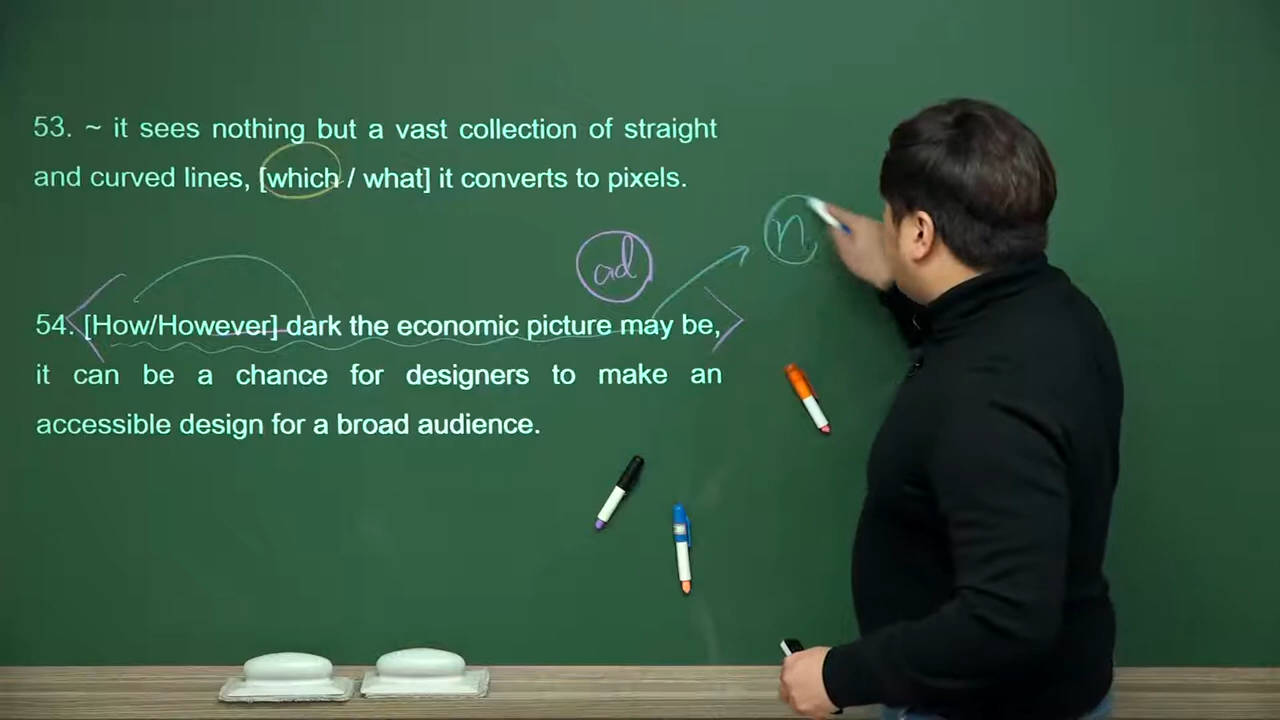 53. ~ it sees nothing but a vast collection of straight
and curved lines, [which / what] it converts to pixels.
ad
n
54. [How/However] dark the economic picture may be,
it can be a chance for designers to make an
accessible design for a broad audience.